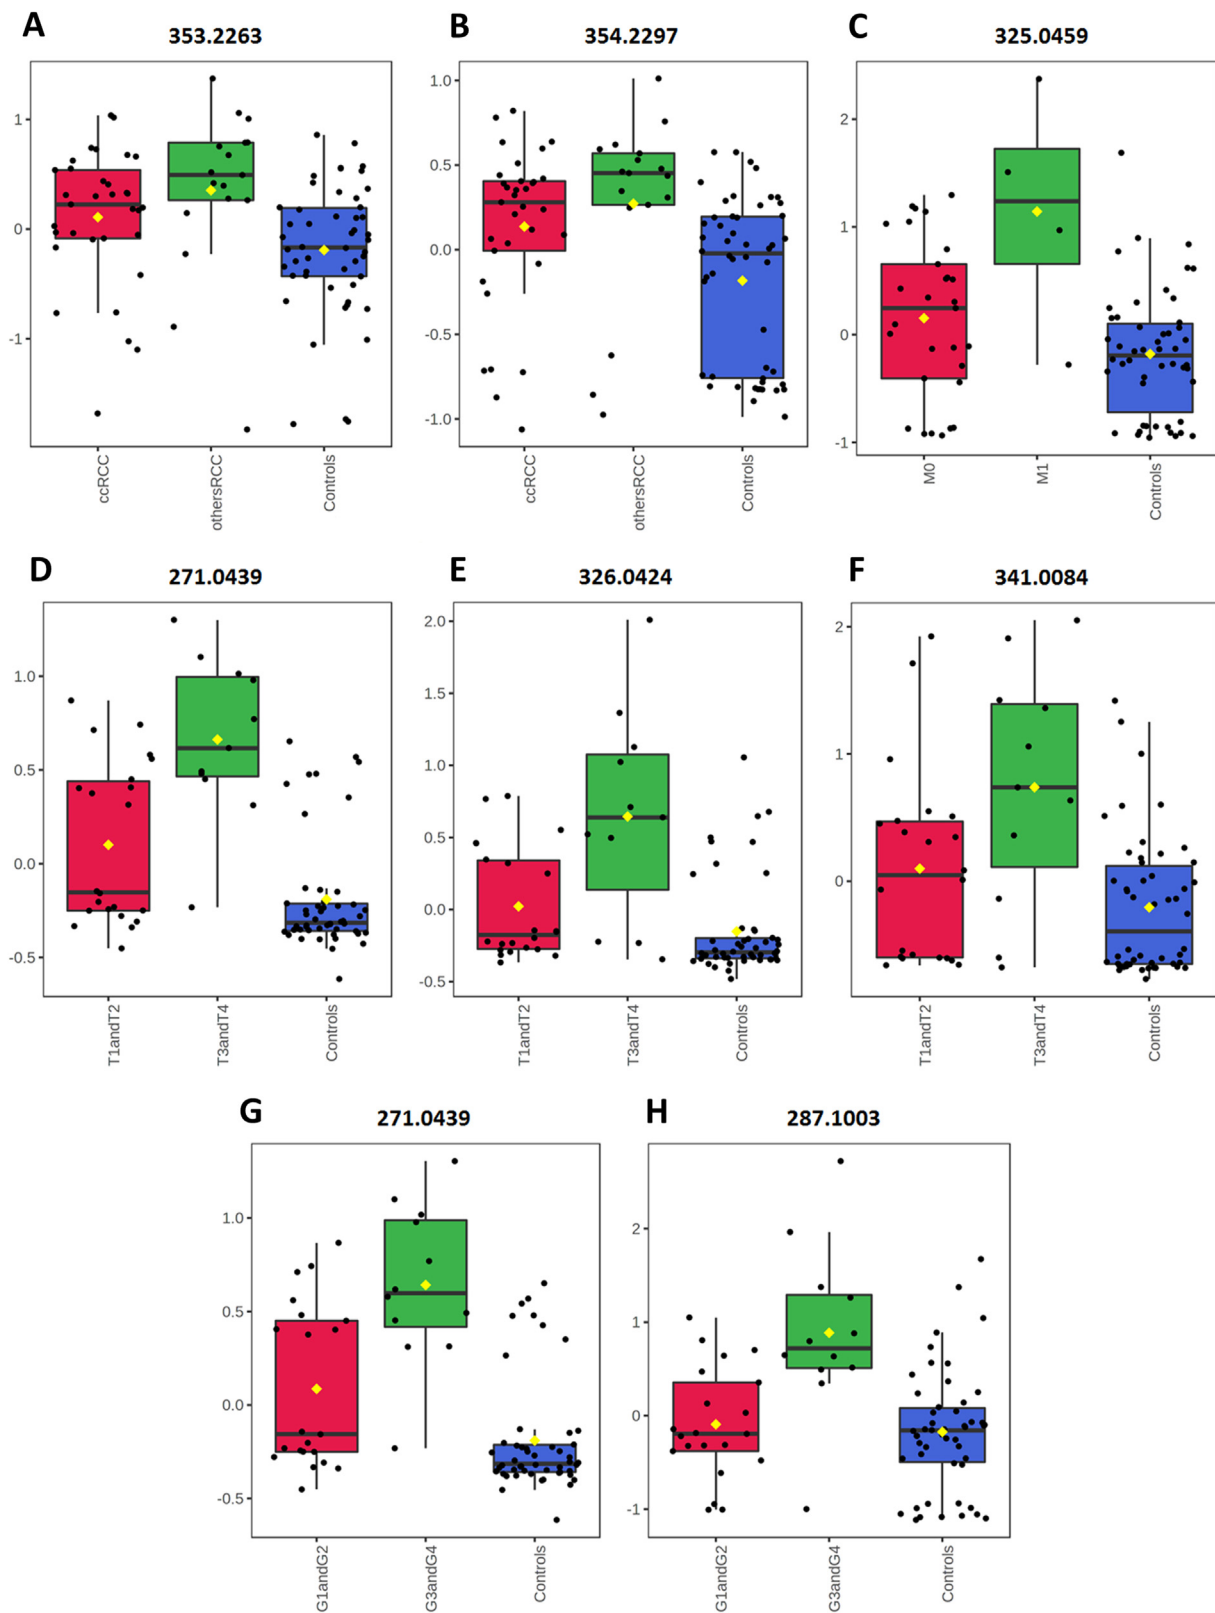 A 353.2263
1
0
-1
ccRCC othersRCC Controls
B 354.2297
1.0
0.5
0.0
-0.5
-1.0
ccRCC othersRCC Controls
C 325.0459
2
1
0
-1
M0 M1 Controls
D 271.0439
1.0
0.5
0.0
-0.5
T1andT2 T3andT4 Controls
E 326.0424
2.0
1.5
1.0
0.5
0.0
-0.5
T1andT2 T3andT4 Controls
F 341.0084
2
1
0
T1andT2 T3andT4 Controls
G 271.0439
1.0
0.5
0.0
-0.5
G1andG2 G3andG4 Controls
H 287.1003
2
1
0
-1
G1andG2 G3andG4 Controls